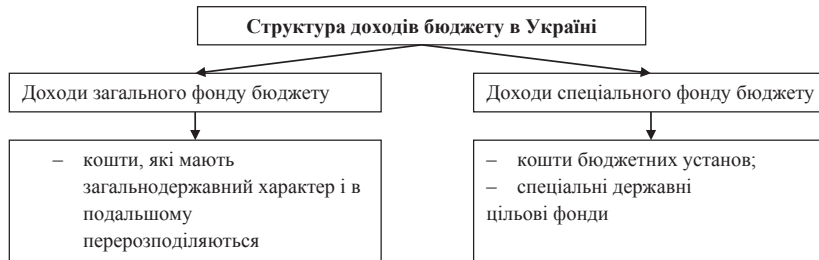 Структура доходів бюджету в Україні
Доходи загального фонду бюджету
Доходи спеціального фонду бюджету
– кошти, які мають
загальнодержавний характер і в
подальшому
перерозподіляються
– кошти бюджетних установ;
– спеціальні державні
цільові фонди